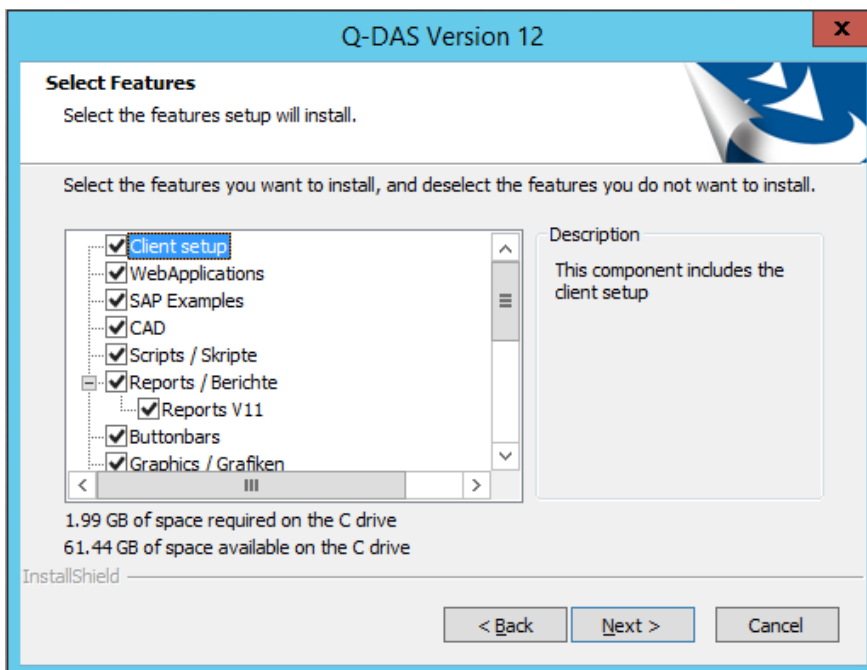 Q-DAS Version 12
x
Select Features
Select the features setup will install.
Select the features you want to install, and deselect the features you do not want to install.
Client setup
WebApplications
SAP Examples
CAD
Scripts / Skripte
Reports / Berichte
Reports V11
Buttonbars
Graphics / Grafiken
Description
This component includes the
client setup
1.99 GB of space required on the C drive
61.44 GB of space available on the C drive
InstallShield
< Back
Next >
Cancel